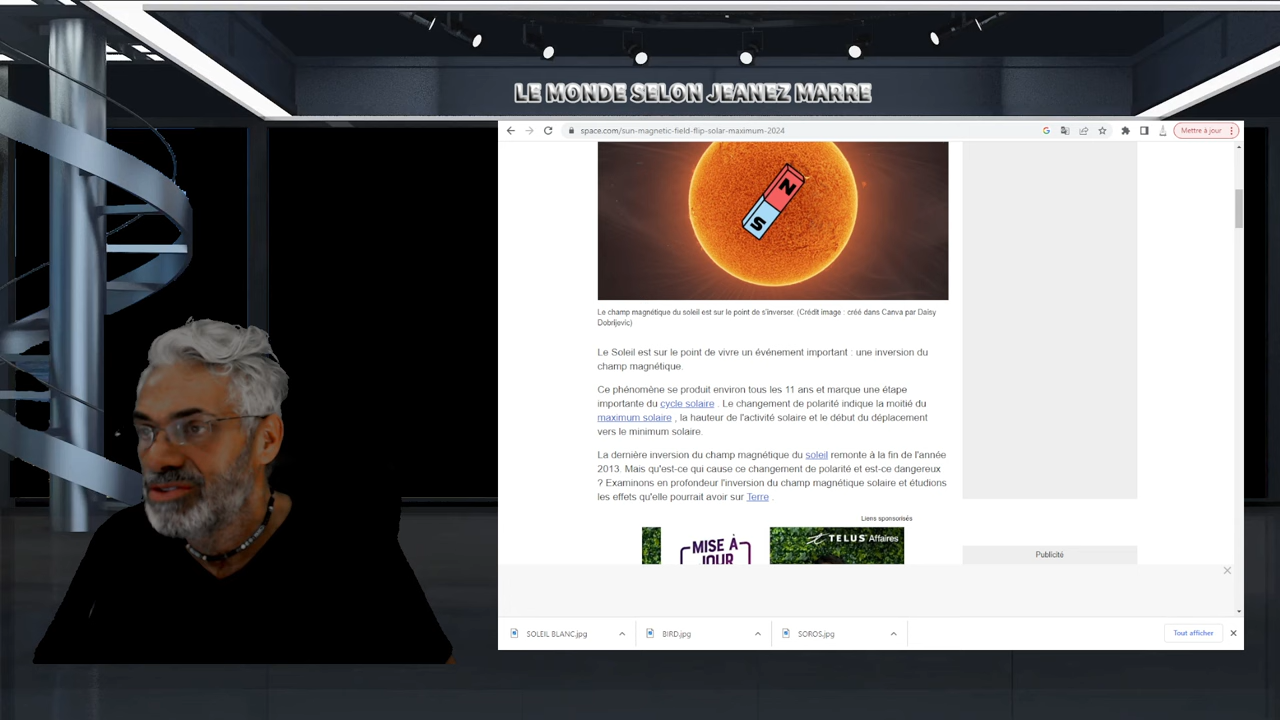 LE MONDE SELON JEANEZ MARRE
space.com/sun-magnetic-field-flip-solar-maximum-2024
Mettre à jour
N
S
Le champ magnétique du soleil est sur le point de s'inverser. (Crédit image : créé dans Canva par Daisy
Dobrijevic)
Le Soleil est sur le point de vivre un événement important : une inversion du
champ magnétique.
Ce phénomène se produit environ tous les 11 ans et marque une étape
importante du cycle solaire . Le changement de polarité indique la moitié du
maximum solaire , la hauteur de l'activité solaire et le début du déplacement
vers le minimum solaire.
La dernière inversion du champ magnétique du soleil remonte à la fin de l'année
2013. Mais qu'est-ce qui cause ce changement de polarité et est-ce dangereux
? Examinons en profondeur l'inversion du champ magnétique solaire et étudions
les effets qu'elle pourrait avoir sur Terre .
Liens sponsorisés
MISE À
JOUR
TELUS Affaires
Publicité
SOLEIL BLANC.jpg
BIRD.jpg
SOROS.jpg
Tout afficher